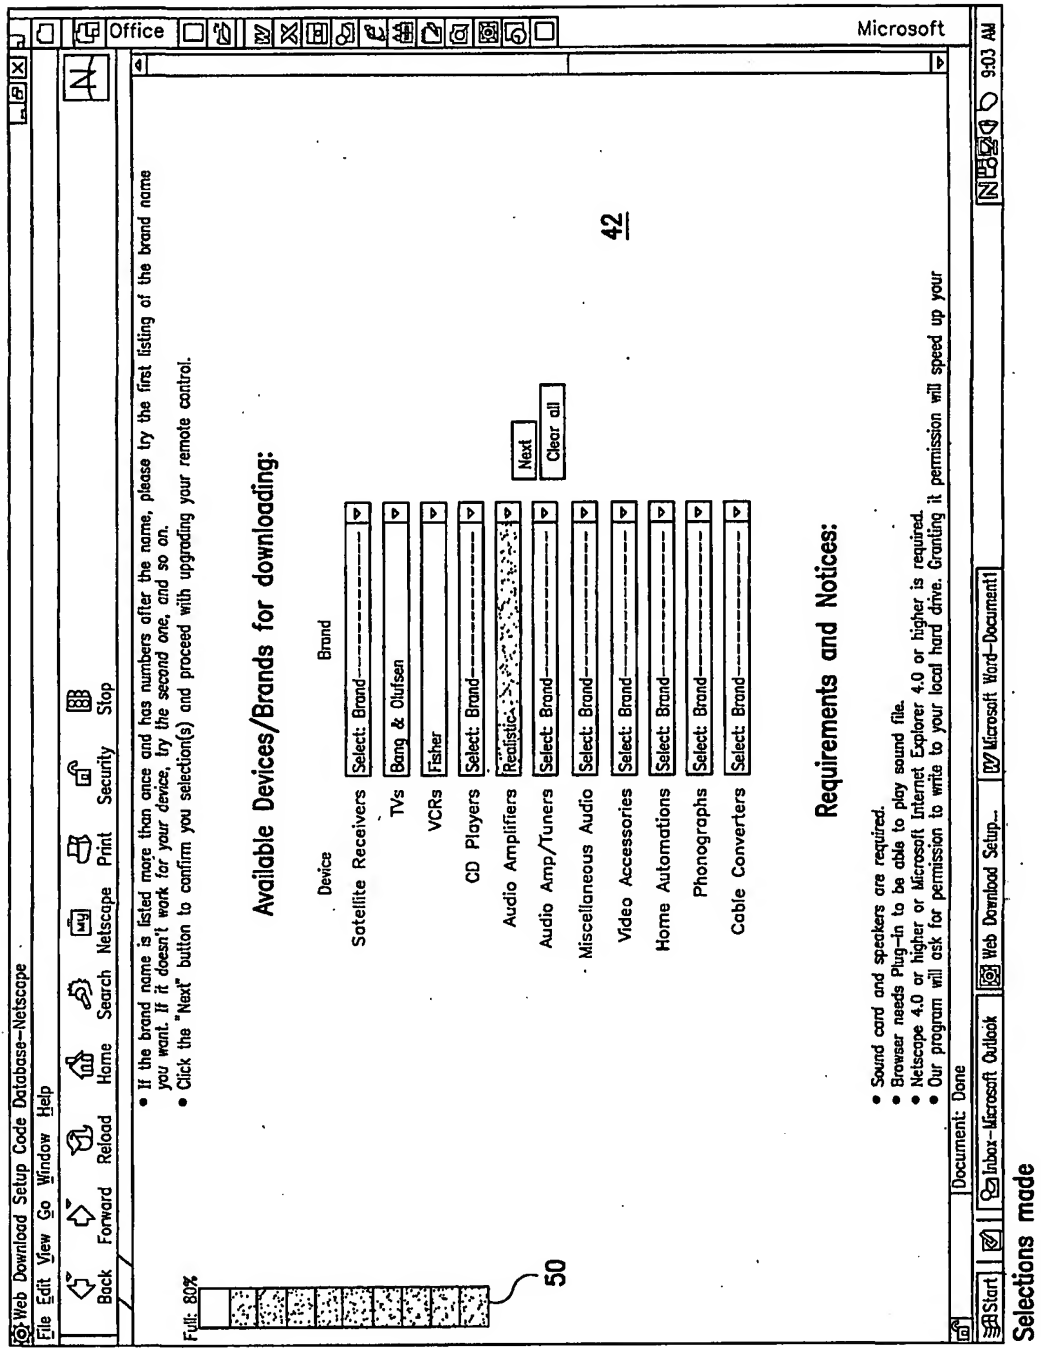 Web Download Setup Code Database-Netscape
File Edit View Go Window Help
Back Forward Reload Home Search Netscape Print Security Stop
My
N
Office
Microsoft
Full: 80%
50
• If the brand name is listed more than once and has numbers after the name, please try the first listing of the brand name
you want. If it doesn't work for your device, try the second one, and so on.
• Click the "Next" button to confirm you selection(s) and proceed with upgrading your remote control.
Available Devices/Brands for downloading:
Device Brand
Satellite Receivers Select: Brand
TVs Bang & Olufsen
VCRs Fisher
CD Players Select: Brand
Audio Amplifiers Realistic
Audio Amp/Tuners Select: Brand
Miscellaneous Audio Select: Brand
Video Accessories Select: Brand
Home Automations Select: Brand
Phonographs Select: Brand
Cable Converters Select: Brand
Next
Clear all
42
Requirements and Notices:
• Sound card and speakers are required.
• Browser needs Plug-In to be able to play sound file.
• Netscape 4.0 or higher or Microsoft Internet Explorer 4.0 or higher is required.
• Our program will ask for permission to write to your local hard drive. Granting it permission will speed up your
Document: Done
Start Inbox-Microsoft Outlook Web Download Setup... W Microsoft Word-Document1 N 9:03 AM
Selections made